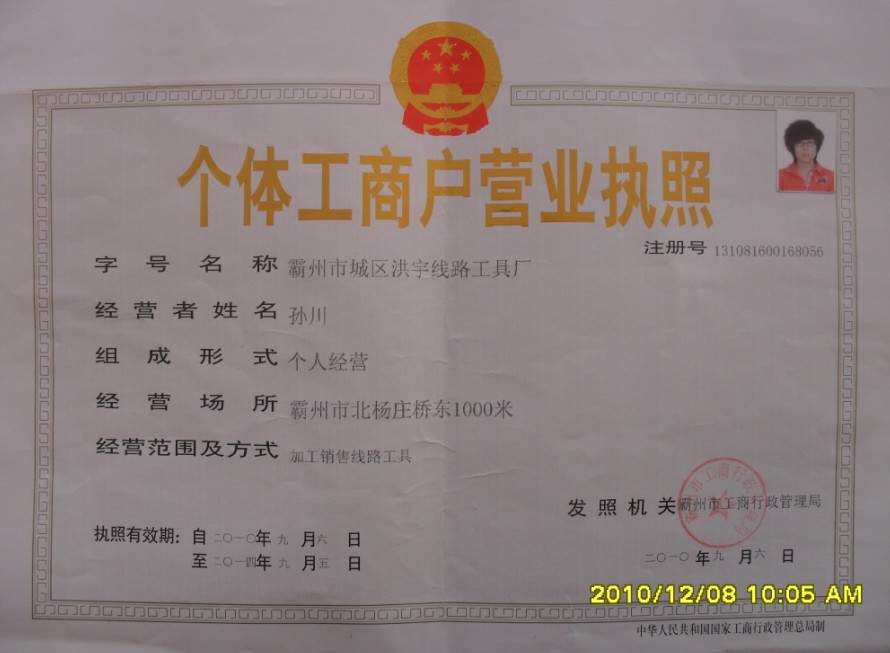 个体工商户营业执照
注册号 131081600168056
字号名称 霸州市城区洪宇线路工具厂
经营者姓名 孙川
组成形式 个人经营
经营场所 霸州市北杨庄桥东1000米
经营范围及方式 加工销售线路工具
发照机关 霸州市工商行政管理局
执照有效期：自二〇一〇年九月六日
至二〇一四年九月五日
二〇一〇年九月六日
2010/12/08 10:05 AM
中华人民共和国国家工商行政管理总局制